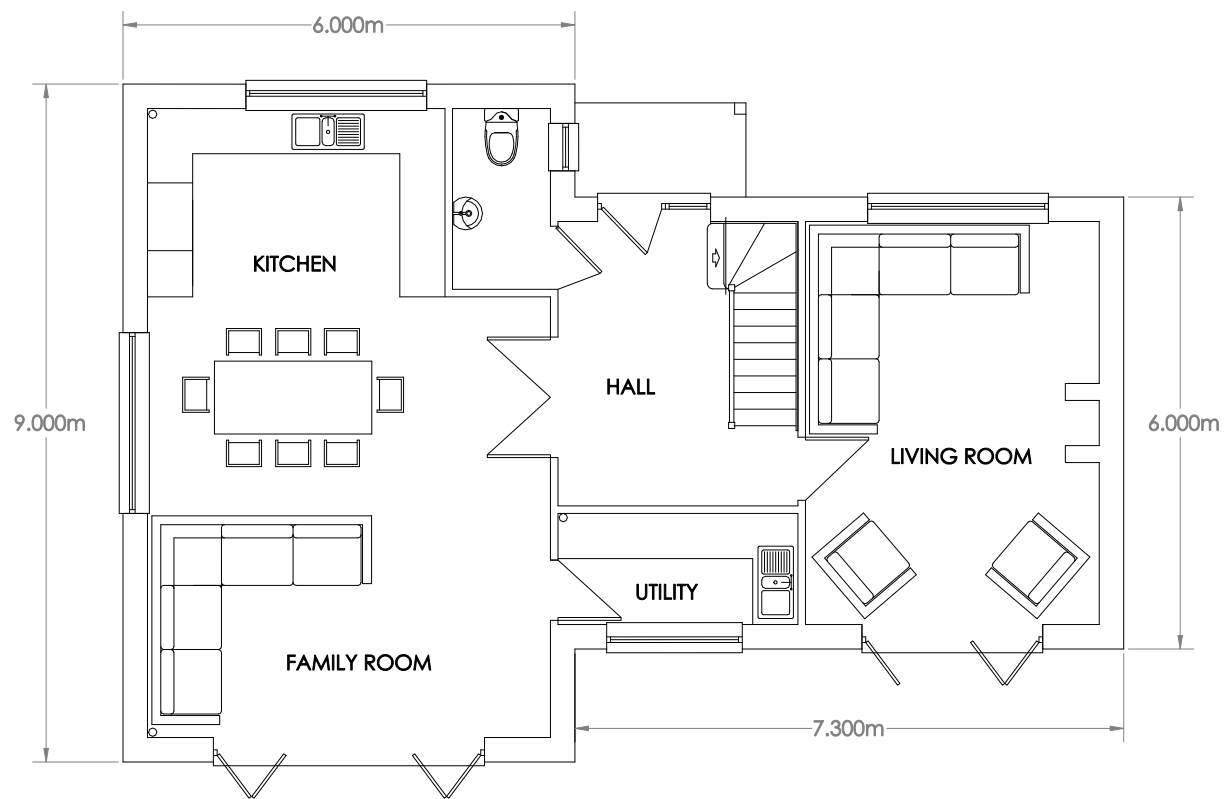 6.000m
KITCHEN
HALL
9.000m
6.000m
LIVING ROOM
UTILITY
FAMILY ROOM
7.300m